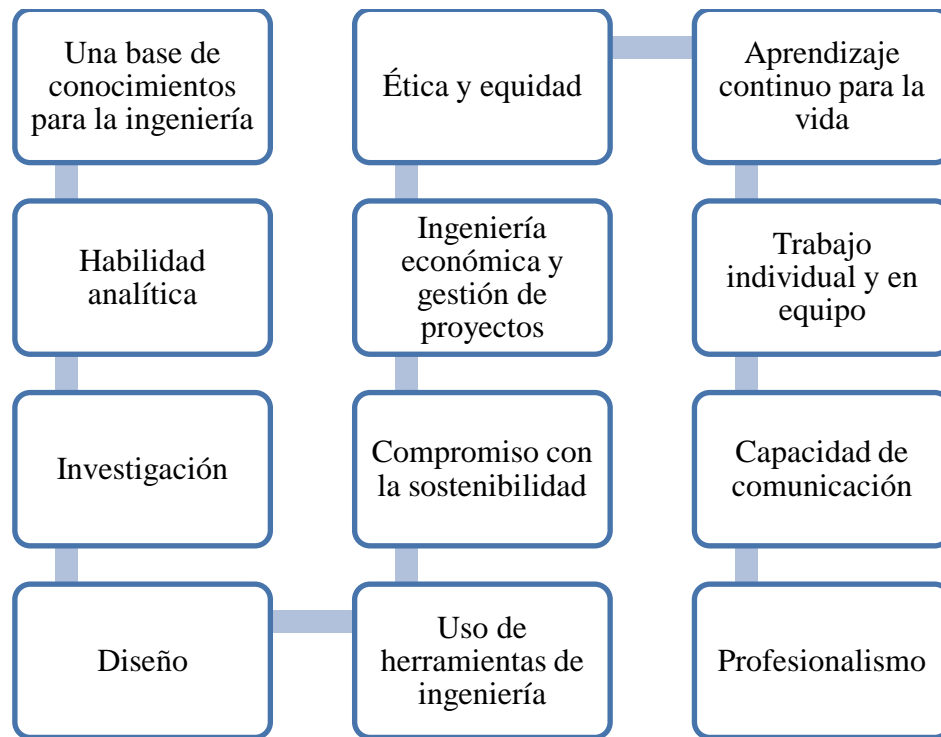 Una base de
conocimientos
para la ingeniería
Habilidad
analítica
Investigación
Diseño
Uso de
herramientas de
ingeniería
Compromiso con
la sostenibilidad
Ingeniería
económica y
gestión de
proyectos
Ética y equidad
Aprendizaje
continuo para la
vida
Trabajo
individual y en
equipo
Capacidad de
comunicación
Profesionalismo